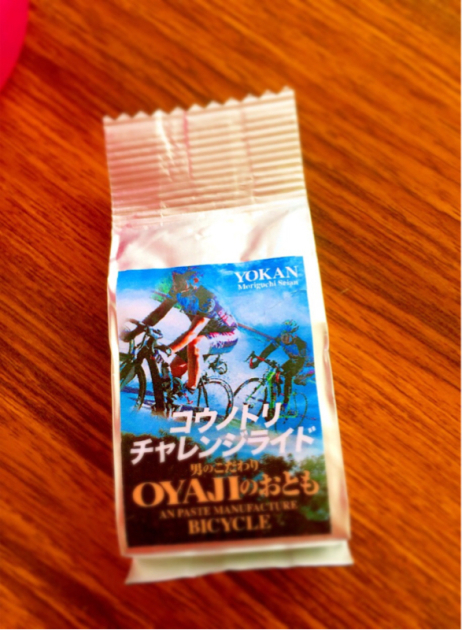 YOKAN
Moriguchi Seian
コウノトリ
チャレンジライド
男のこだわり
OYAJIのおとも
AN PASTE MANUFACTURE
BICYCLE